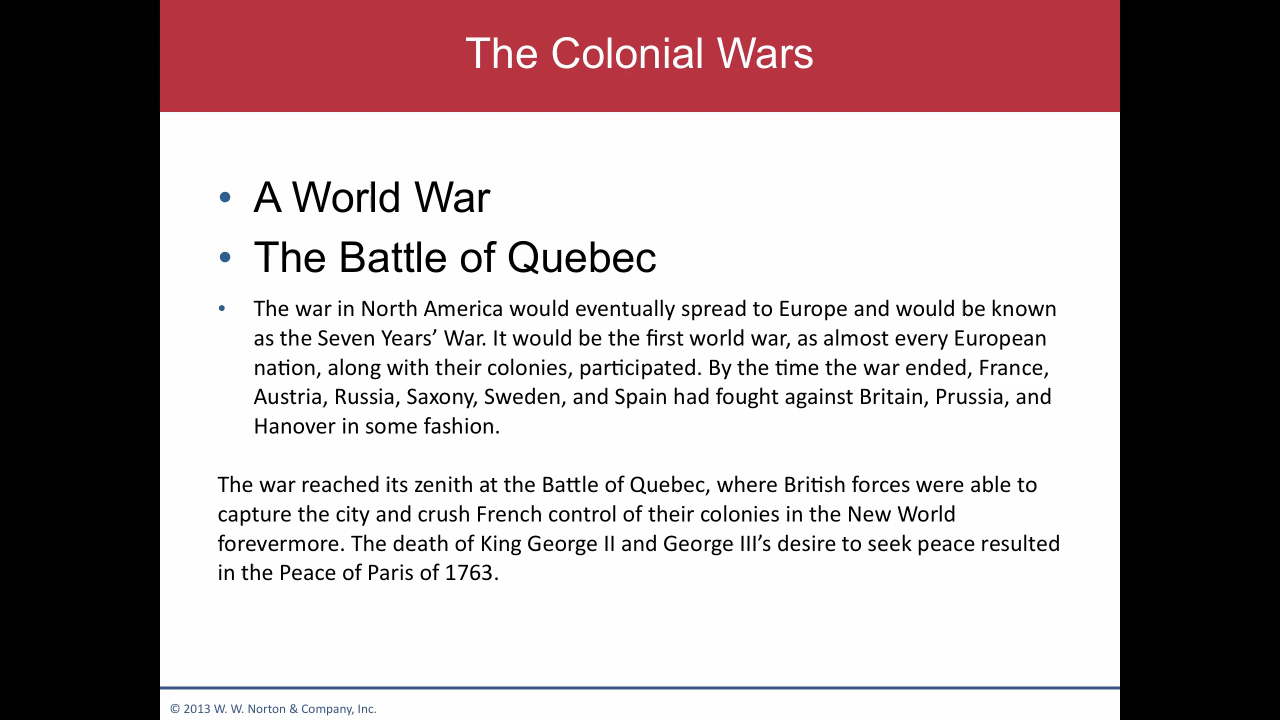 The Colonial Wars
• A World War
• The Battle of Quebec
• The war in North America would eventually spread to Europe and would be known
as the Seven Years’ War. It would be the first world war, as almost every European
nation, along with their colonies, participated. By the time the war ended, France,
Austria, Russia, Saxony, Sweden, and Spain had fought against Britain, Prussia, and
Hanover in some fashion.
The war reached its zenith at the Battle of Quebec, where British forces were able to
capture the city and crush French control of their colonies in the New World
forevermore. The death of King George II and George III’s desire to seek peace resulted
in the Peace of Paris of 1763.
© 2013 W. W. Norton & Company, Inc.